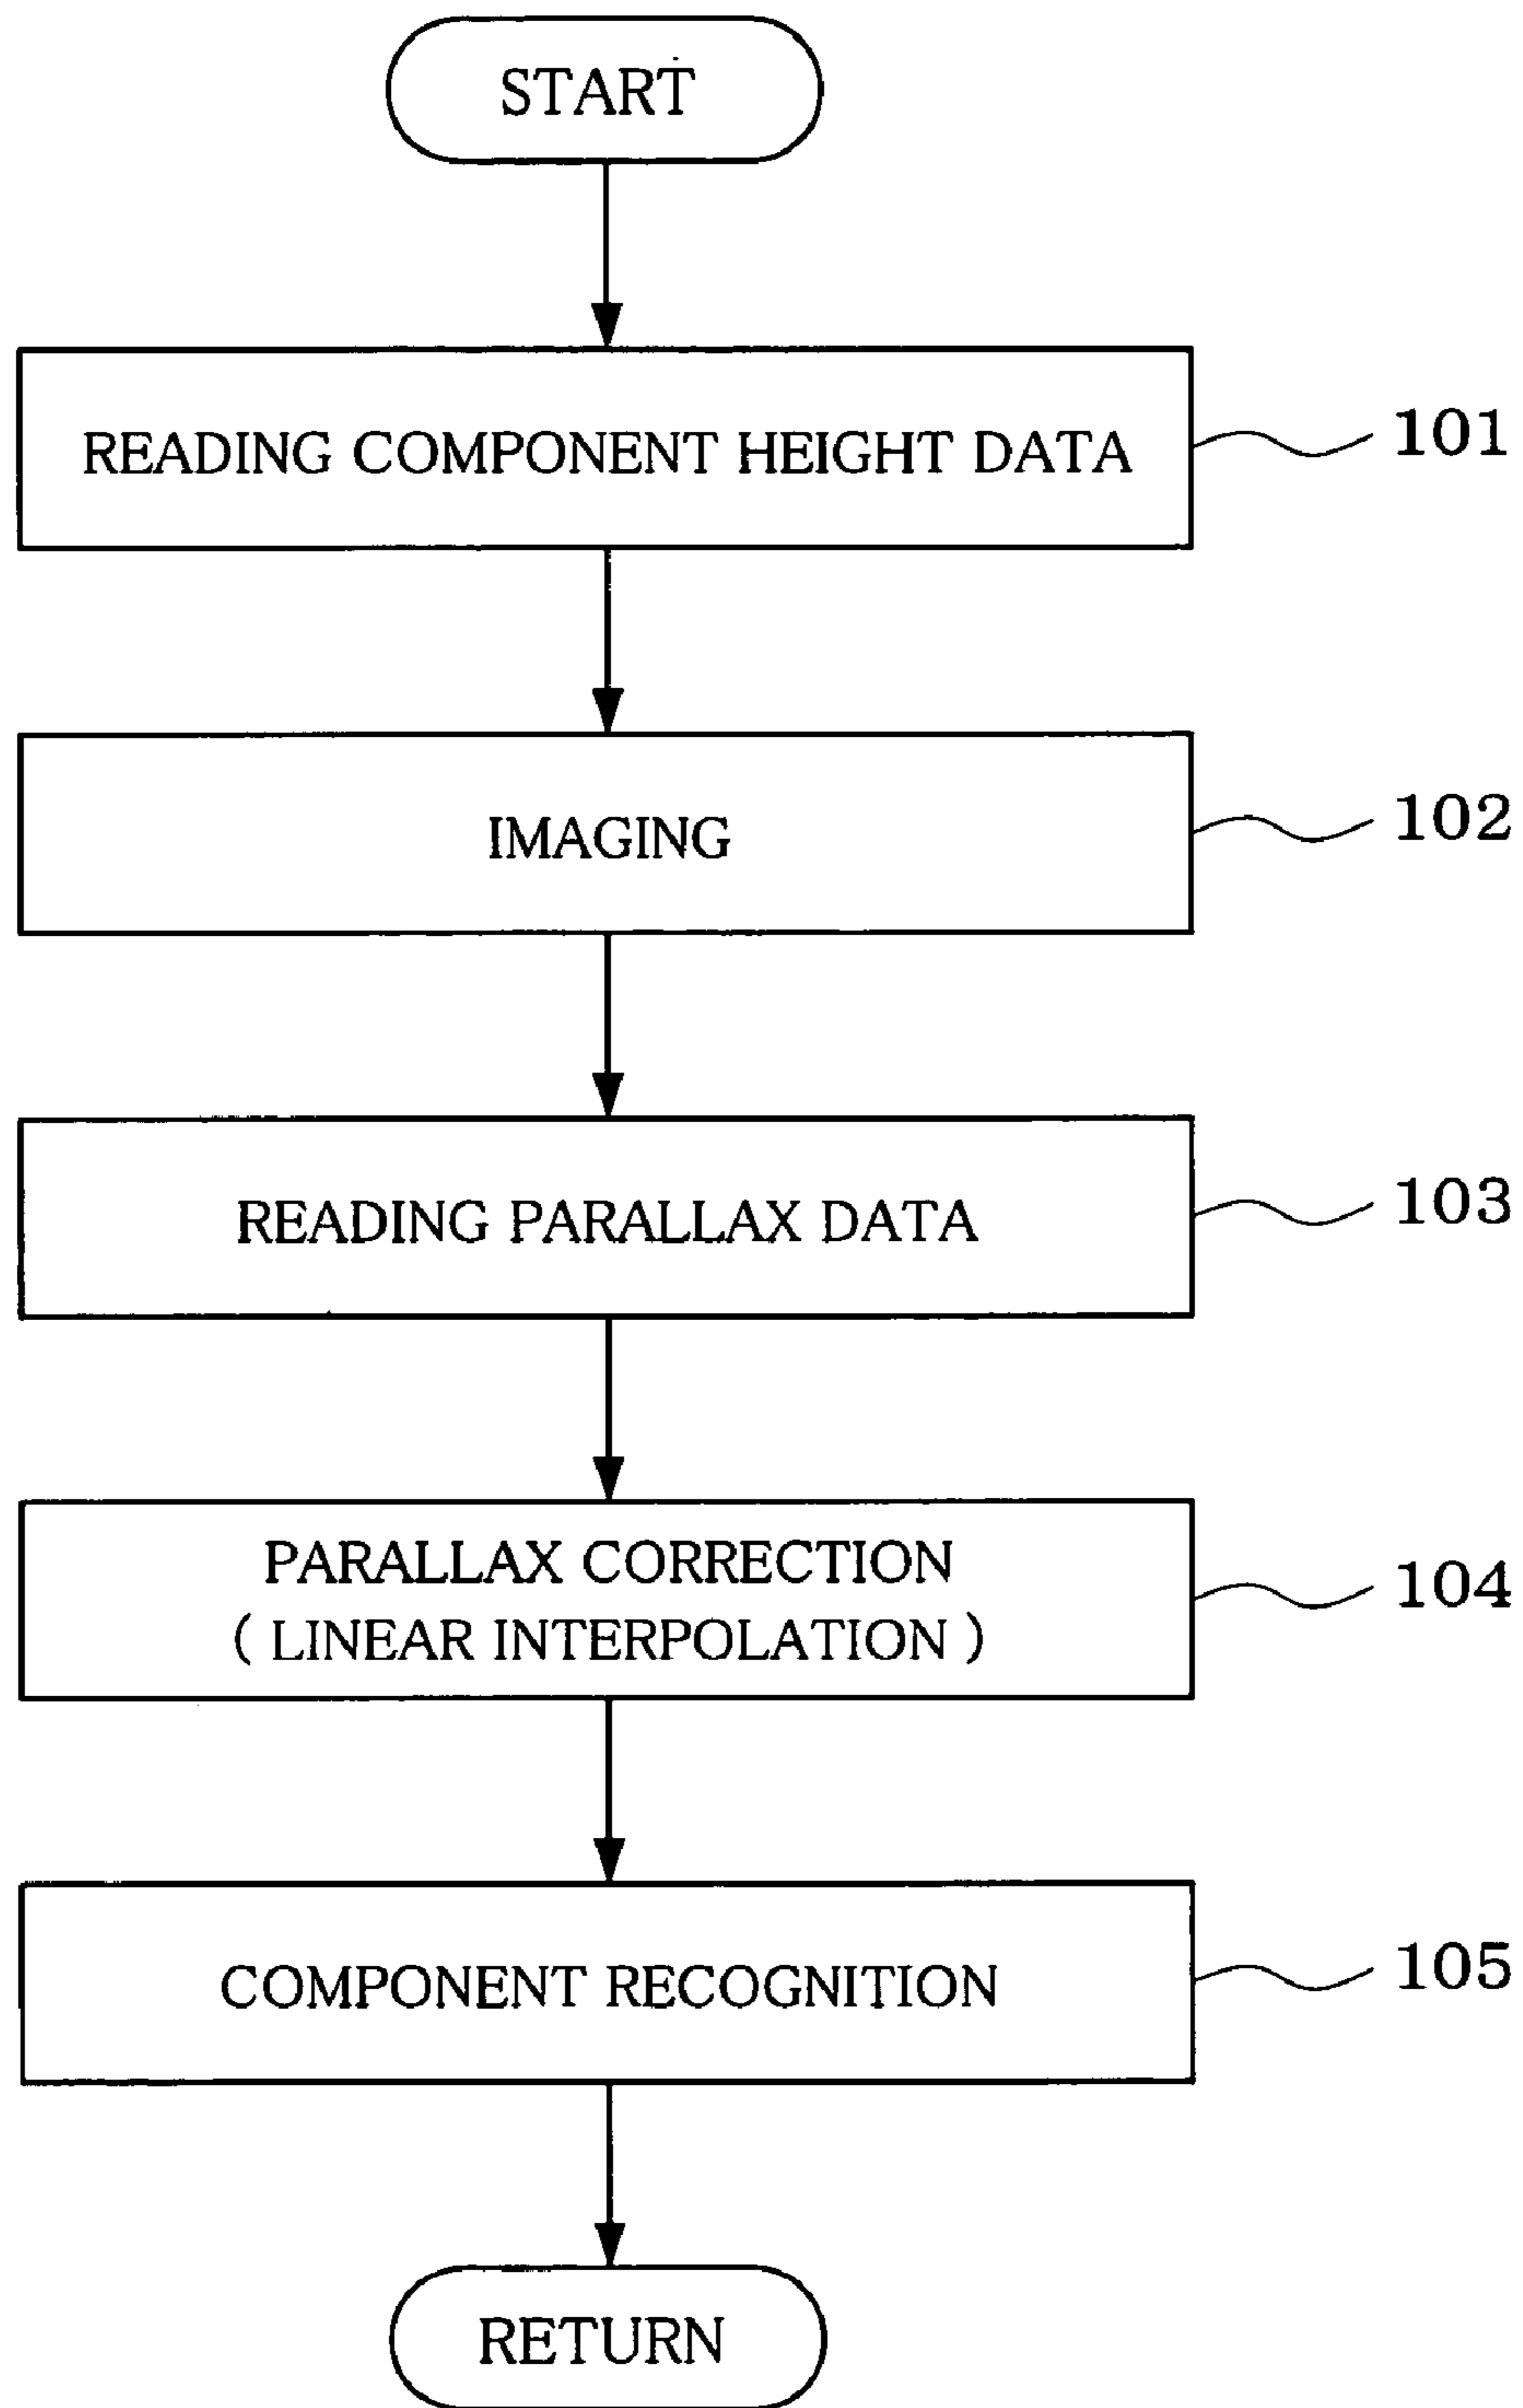 START
READING COMPONENT HEIGHT DATA
101
IMAGING
102
READING PARALLAX DATA
103
PARALLAX CORRECTION
( LINEAR INTERPOLATION )
104
COMPONENT RECOGNITION
105
RETURN